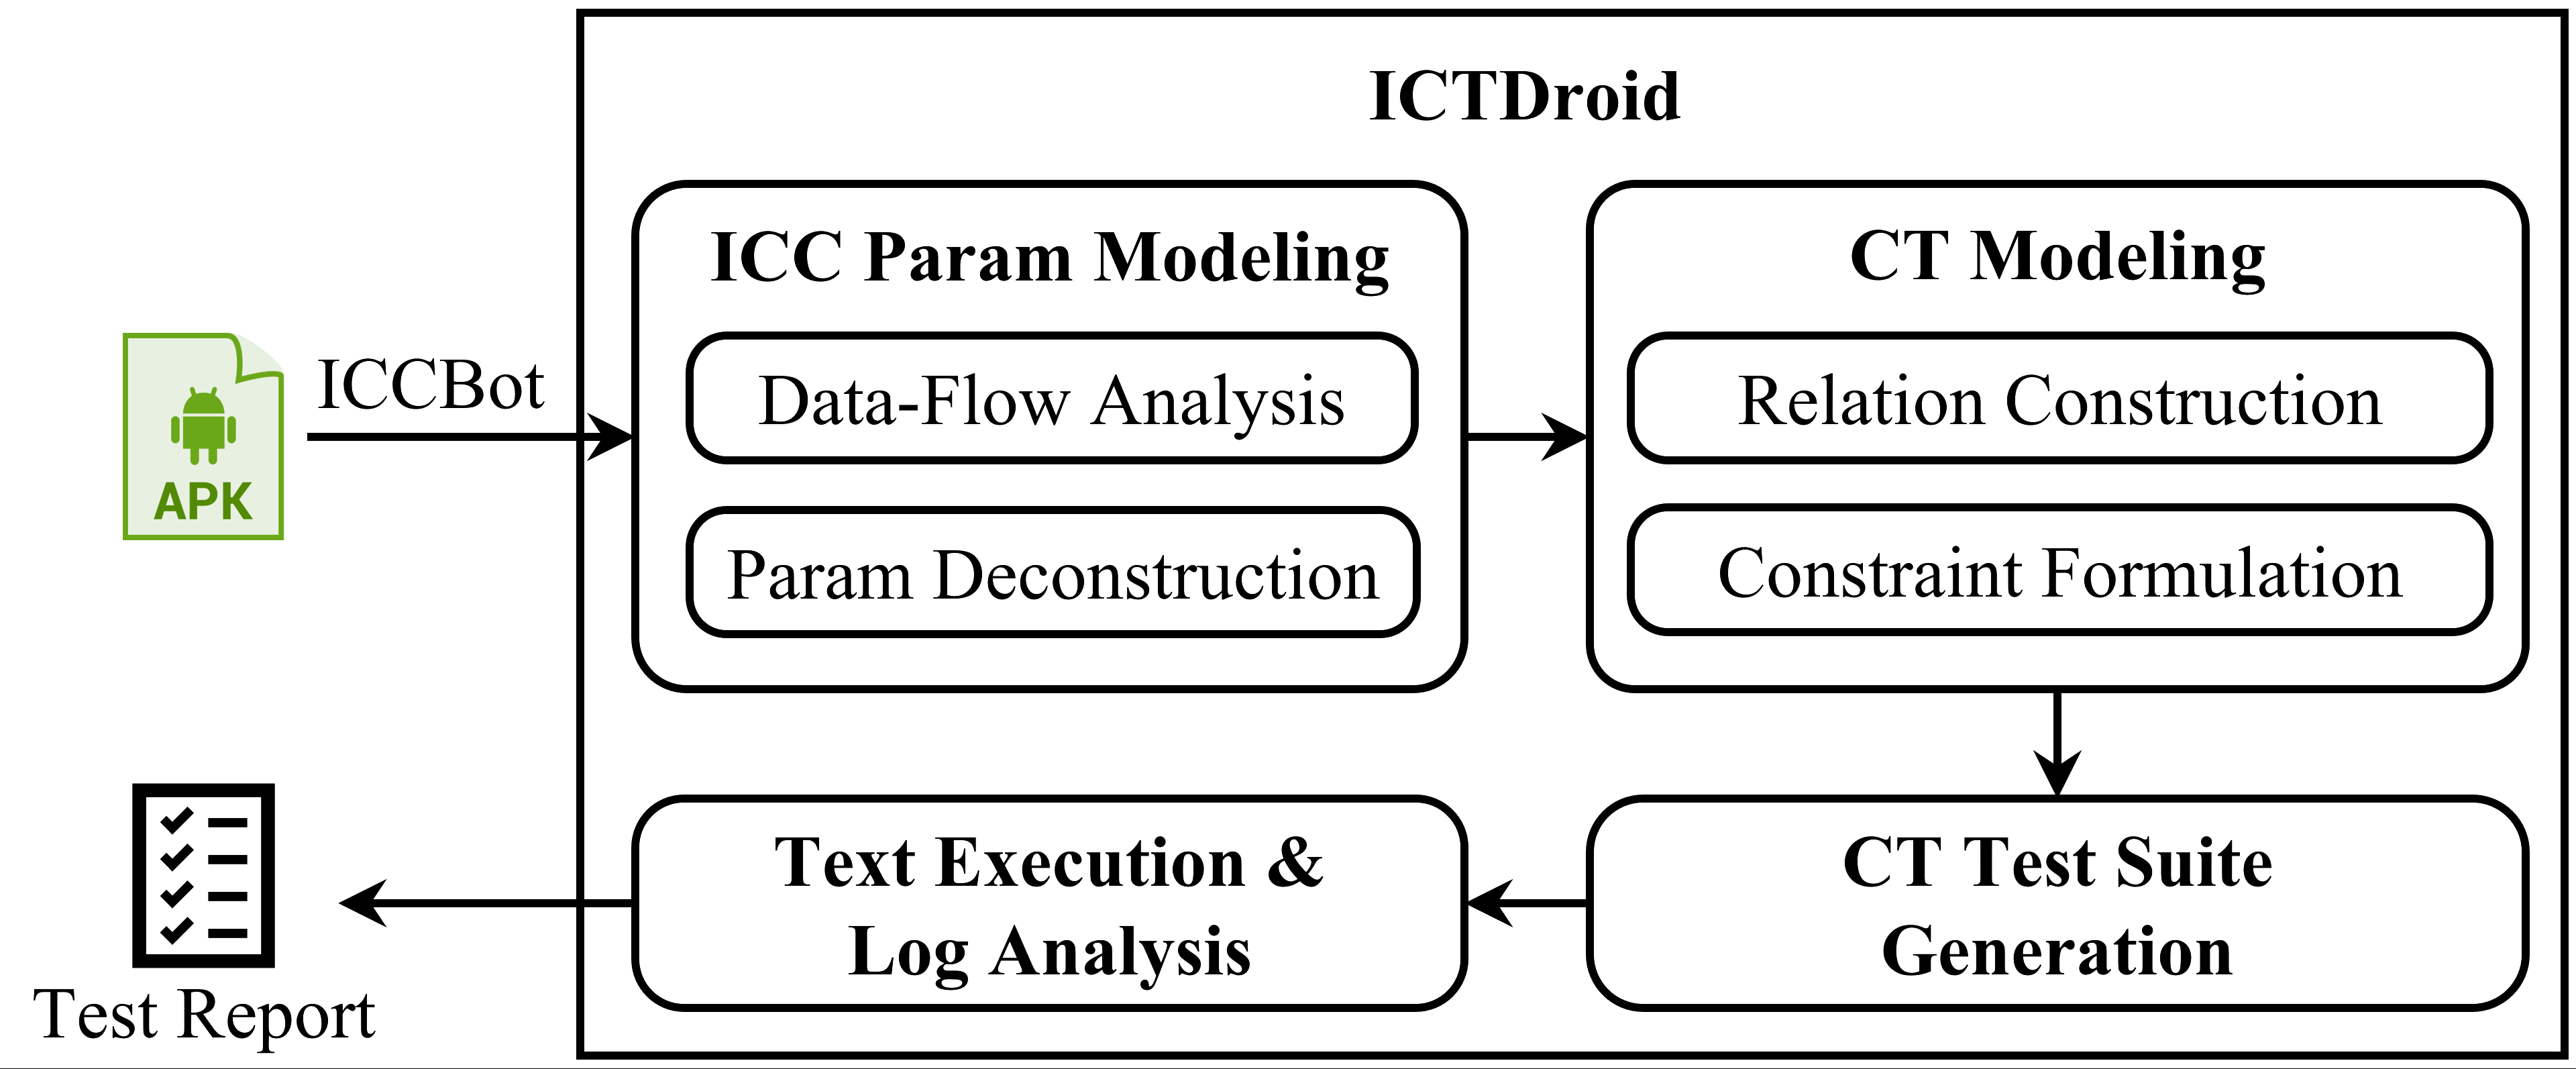 ICTDroid
APK
ICCBot
ICC Param Modeling
Data-Flow Analysis
Param Deconstruction
CT Modeling
Relation Construction
Constraint Formulation
CT Test Suite
Generation
Text Execution &
Log Analysis
Test Report